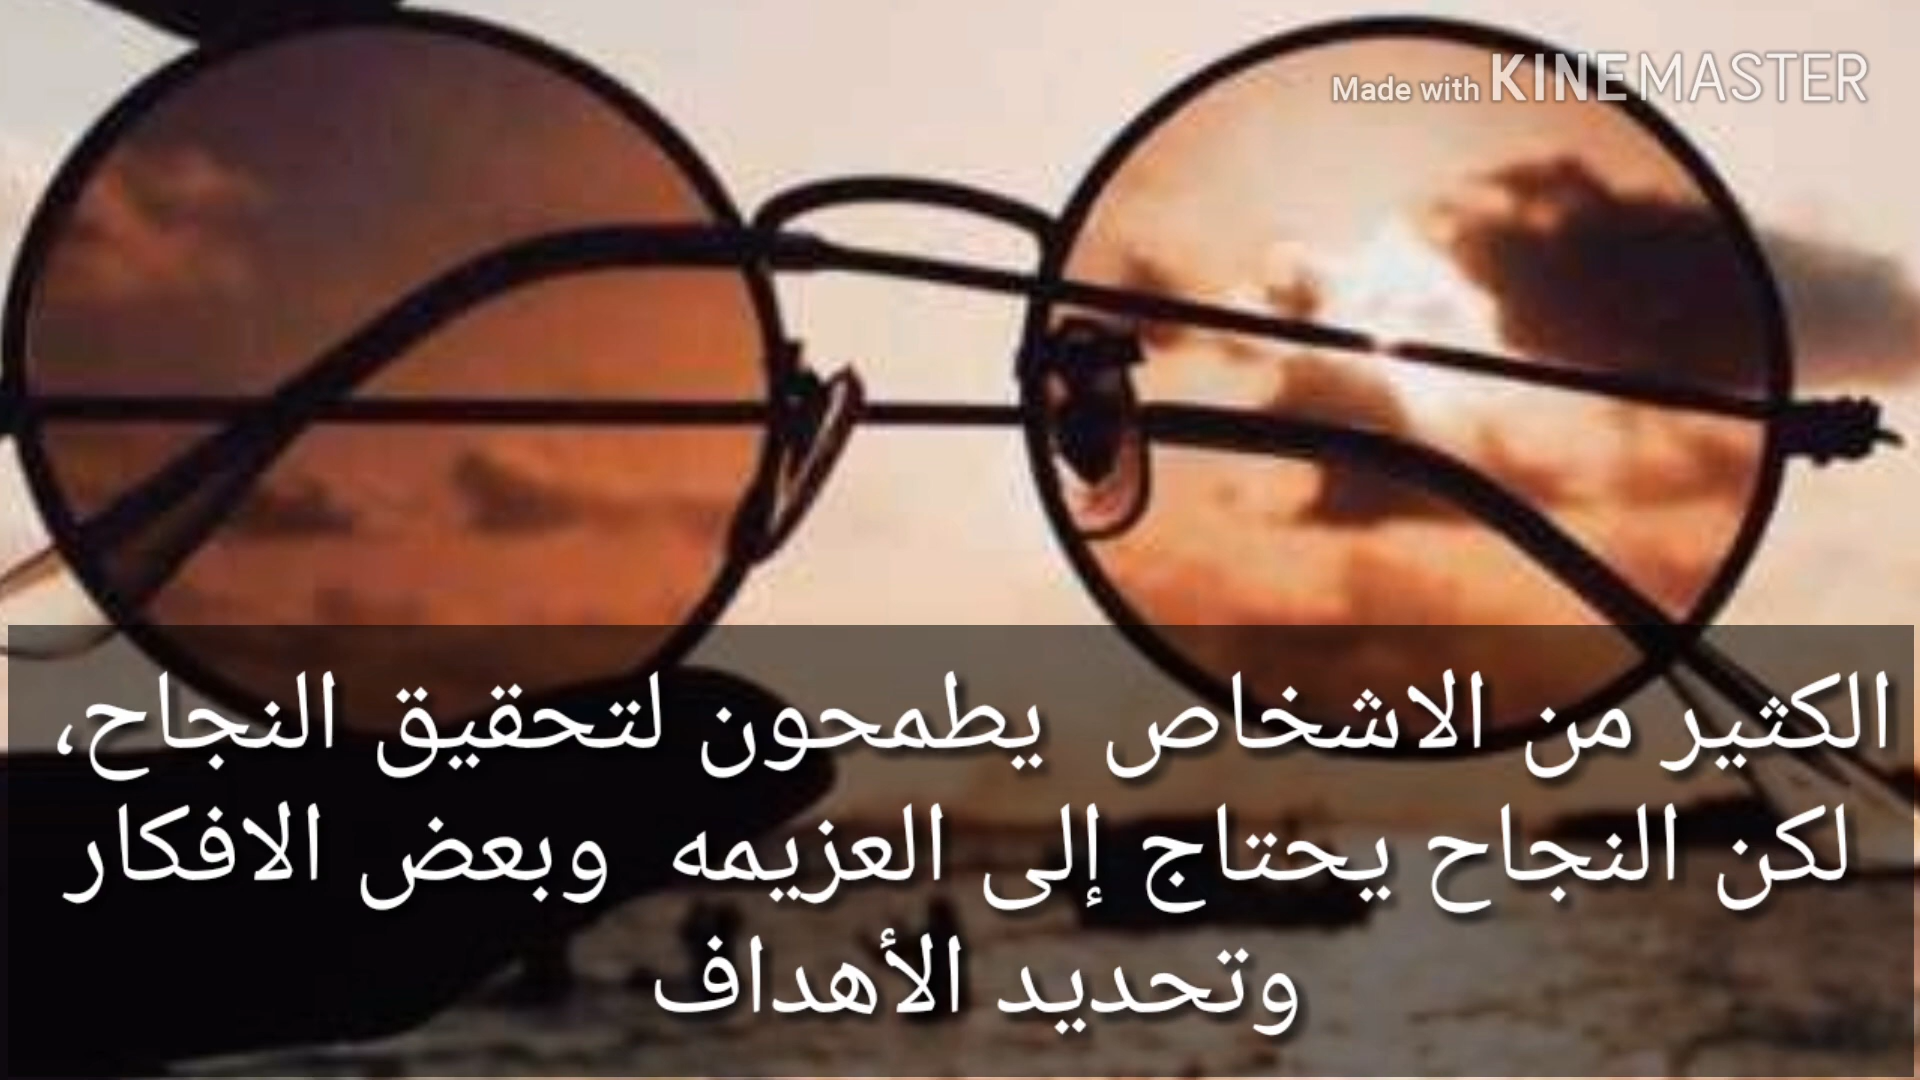 Made with KINEMASTER
الكثير من الاشخاص يطمحون لتحقيق النجاح،
لكن النجاح يحتاج إلى العزيمه وبعض الافكار
وتحديد الأهداف